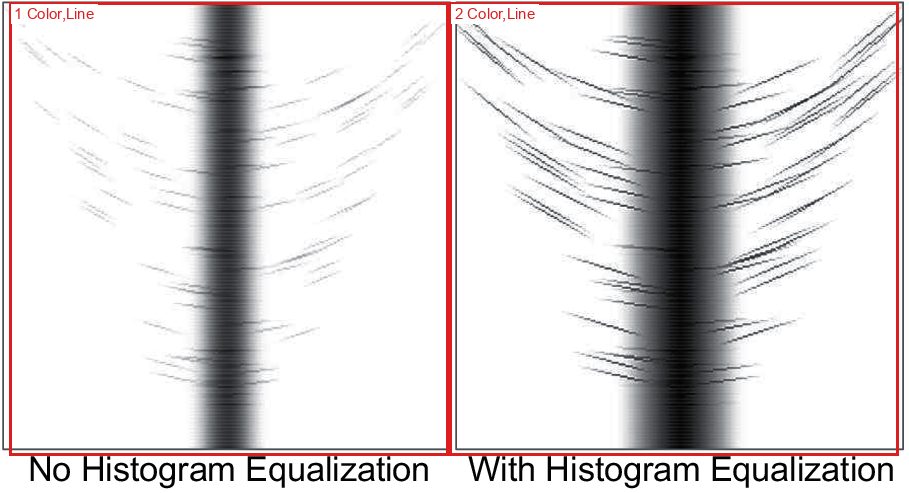 1 Color,Line
2 Color,Line
No Histogram Equalization
With Histogram Equalization